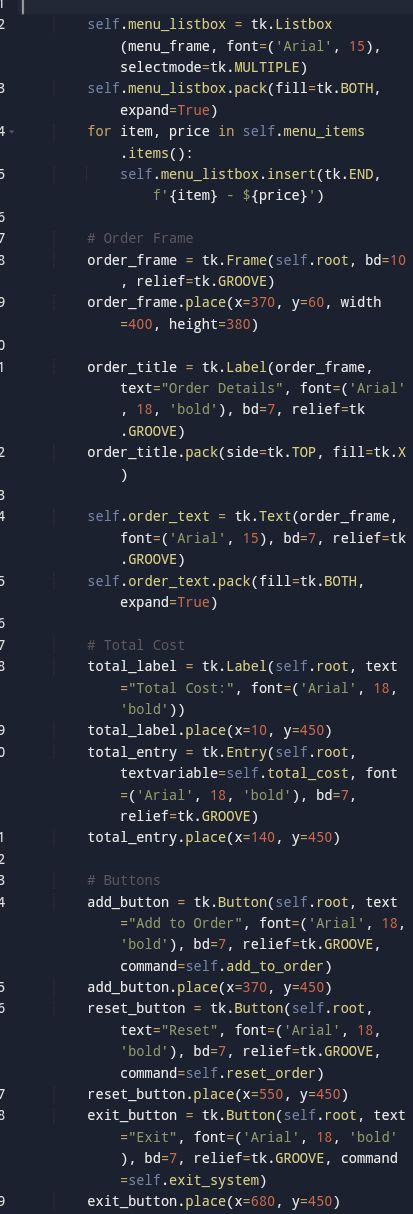 1
2 self.menu_listbox = tk.Listbox
(menu_frame, font=('Arial', 15),
selectmode=tk.MULTIPLE)
3 self.menu_listbox.pack(fill=tk.BOTH,
expand=True)
4 for item, price in self.menu_items
.items():
5 self.menu_listbox.insert(tk.END,
f'{item} - ${price}')
6
7 # Order Frame
8 order_frame = tk.Frame(self.root, bd=10
, relief=tk.GROOVE)
9 order_frame.place(x=370, y=60, width
=400, height=380)
0
1 order_title = tk.Label(order_frame,
text="Order Details", font=('Arial'
, 18, 'bold'), bd=7, relief=tk
.GROOVE)
2 order_title.pack(side=tk.TOP, fill=tk.X
)
3
4 self.order_text = tk.Text(order_frame,
font=('Arial', 15), bd=7, relief=tk
.GROOVE)
5 self.order_text.pack(fill=tk.BOTH,
expand=True)
6
7 # Total Cost
8 total_label = tk.Label(self.root, text
="Total Cost:", font=('Arial', 18,
'bold'))
9 total_label.place(x=10, y=450)
0 total_entry = tk.Entry(self.root,
textvariable=self.total_cost, font
=('Arial', 18, 'bold'), bd=7,
relief=tk.GROOVE)
1 total_entry.place(x=140, y=450)
2
3 # Buttons
4 add_button = tk.Button(self.root, text
="Add to Order", font=('Arial', 18,
'bold'), bd=7, relief=tk.GROOVE,
command=self.add_to_order)
5 add_button.place(x=370, y=450)
6 reset_button = tk.Button(self.root,
text="Reset", font=('Arial', 18,
'bold'), bd=7, relief=tk.GROOVE,
command=self.reset_order)
7 reset_button.place(x=550, y=450)
8 exit_button = tk.Button(self.root, text
="Exit", font=('Arial', 18, 'bold'
), bd=7, relief=tk.GROOVE, command
=self.exit_system)
9 exit_button.place(x=680, y=450)